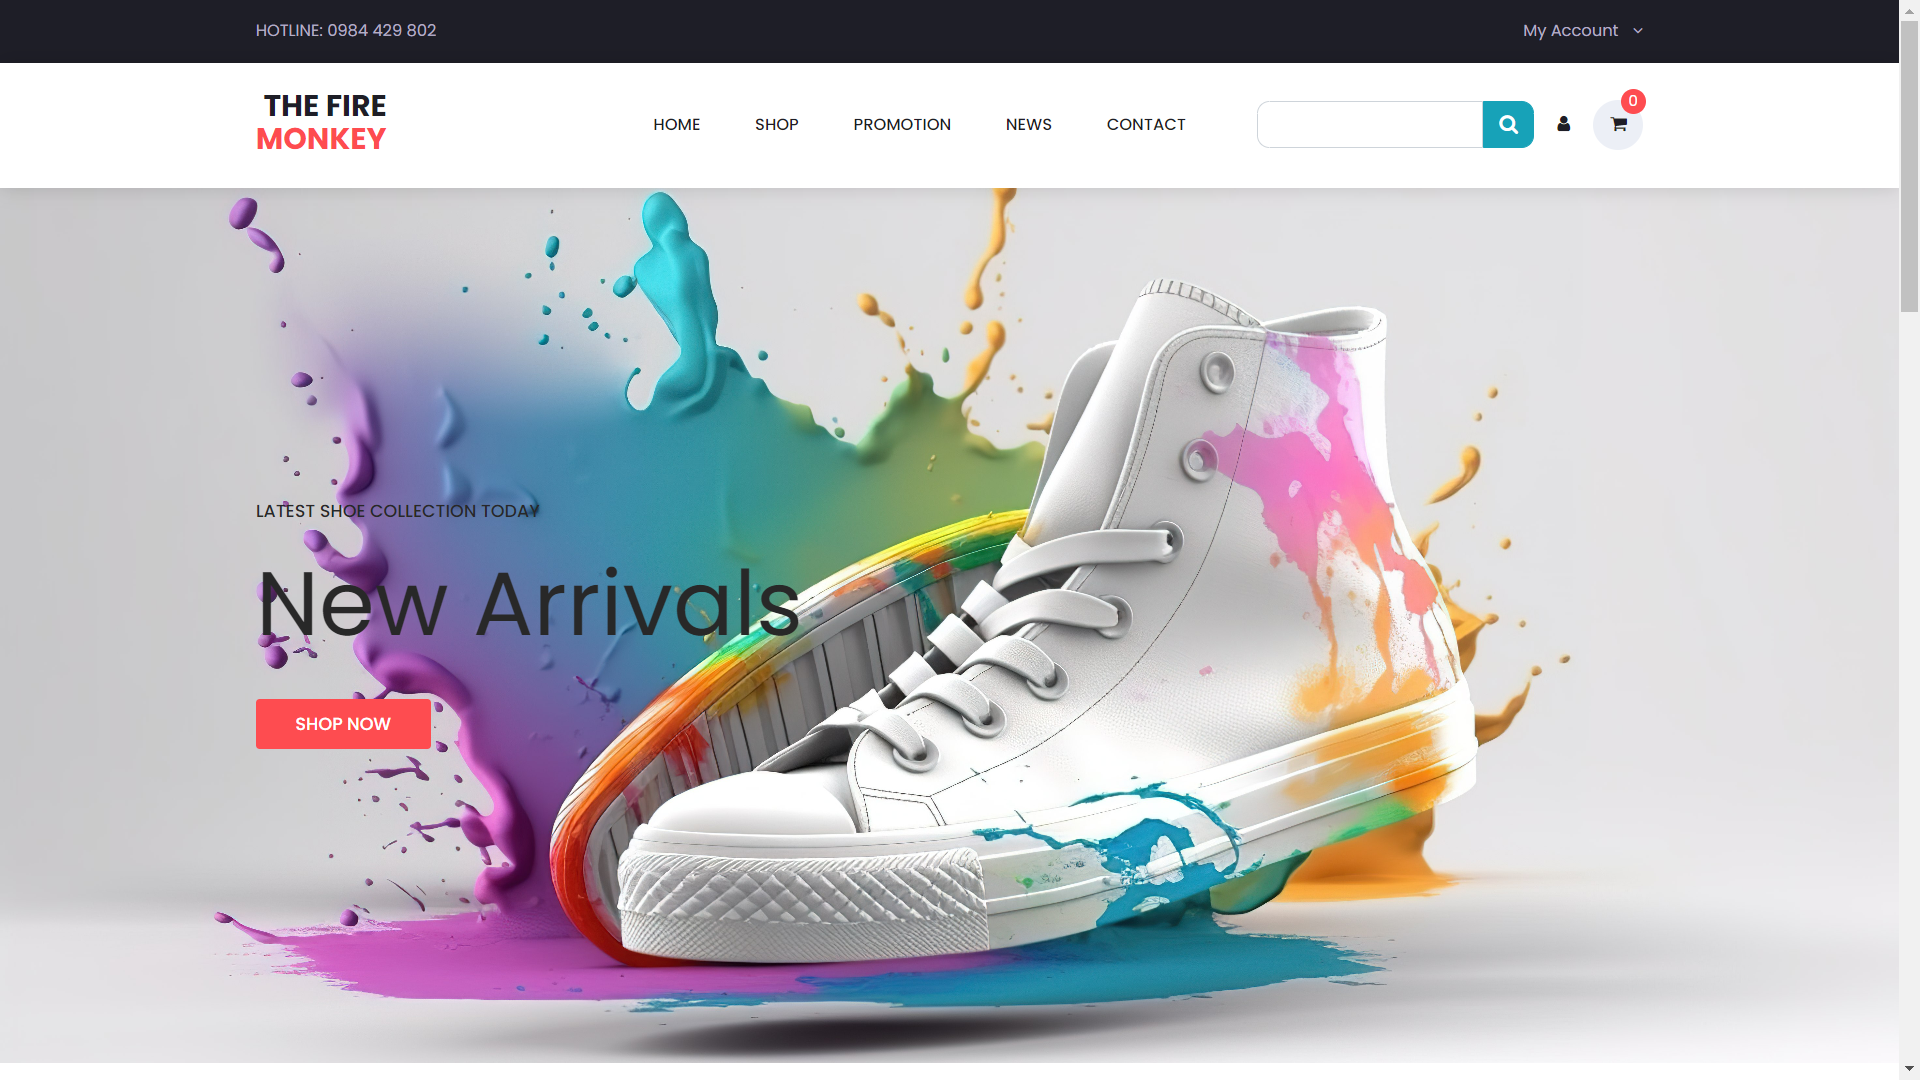 HOTLINE: 0984 429 802
My Account
THE FIRE
MONKEY
HOME
SHOP
PROMOTION
NEWS
CONTACT
0
LATEST SHOE COLLECTION TODAY
New Arrivals
SHOP NOW